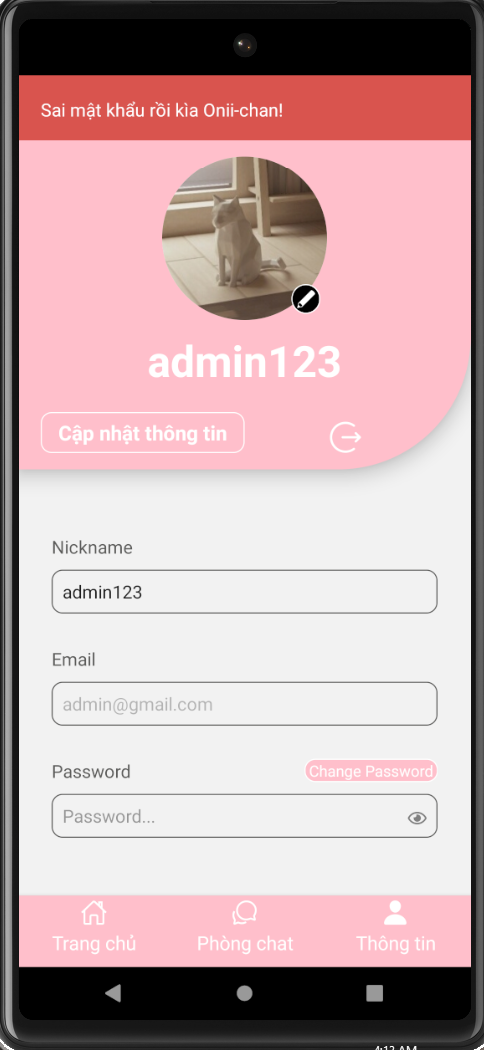 Sai mật khẩu rồi kìa Onii-chan!
admin123
Cập nhật thông tin
Nickname
admin123
Email
admin@gmail.com
Password
Change Password
Password...
Trang chủ
Phòng chat
Thông tin